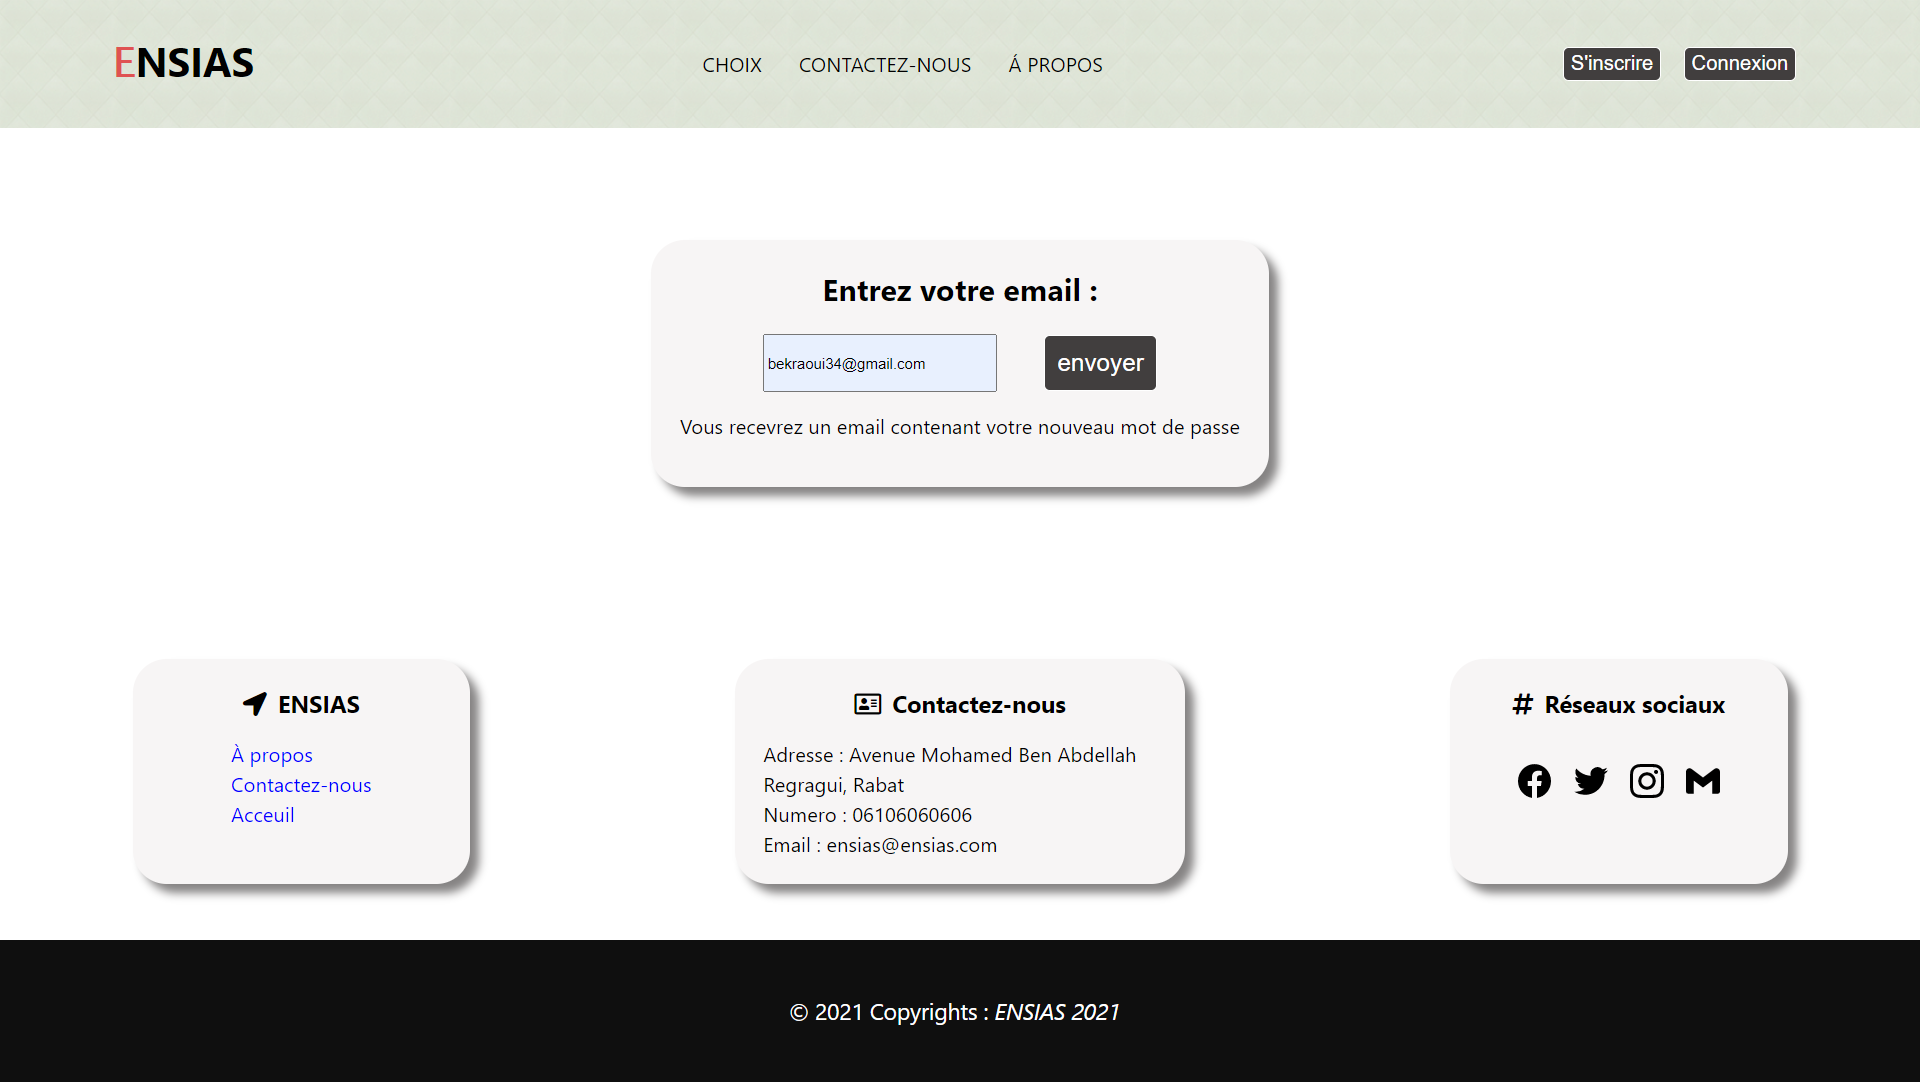 ENSIAS
CHOIX
CONTACTEZ-NOUS
Á PROPOS
S'inscrire
Connexion
Entrez votre email :
bekraoui34@gmail.com
envoyer
Vous recevrez un email contenant votre nouveau mot de passe
ENSIAS
À propos
Contactez-nous
Acceuil
Contactez-nous
Adresse : Avenue Mohamed Ben Abdellah
Regragui, Rabat
Numero : 06106060606
Email : ensias@ensias.com
# Réseaux sociaux
© 2021 Copyrights : ENSIAS 2021